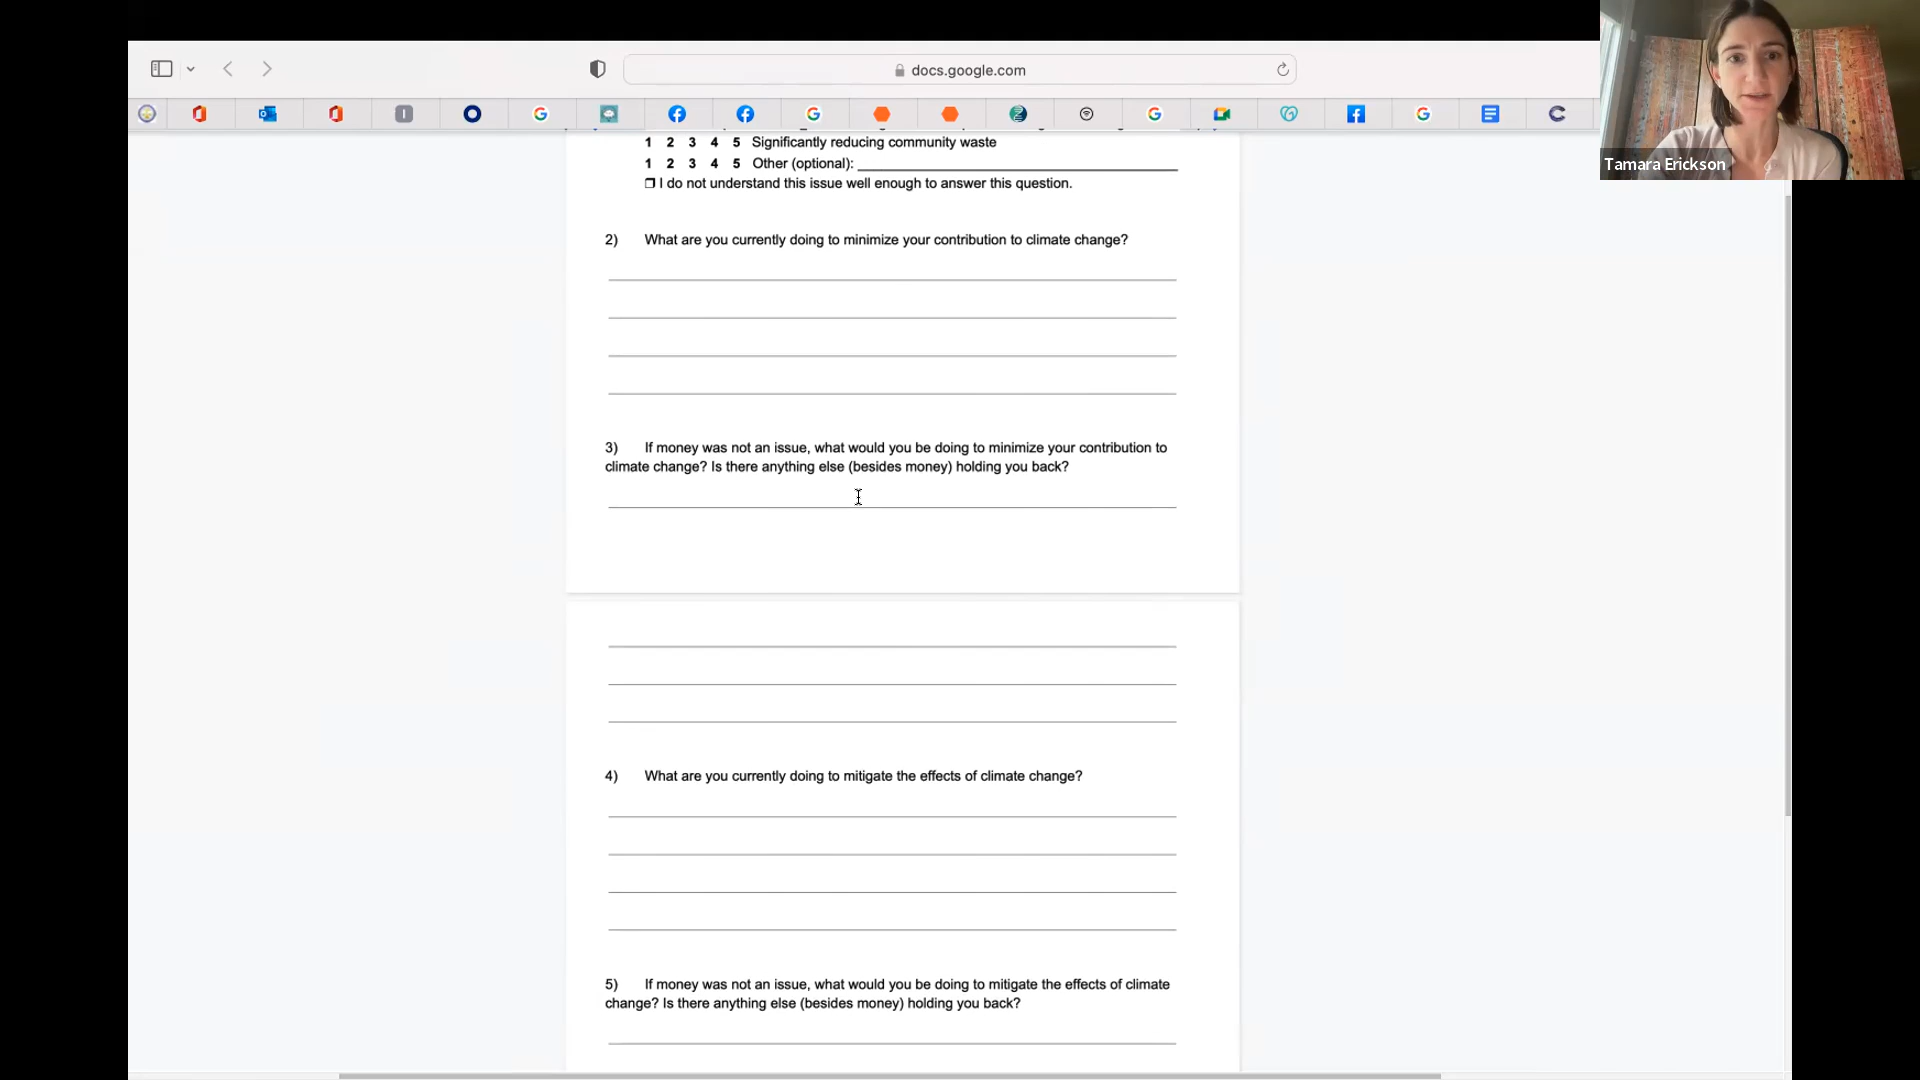 docs.google.com
Tamara Erickson
1 2 3 4 5 Significantly reducing community waste
1 2 3 4 5 Other (optional):
I do not understand this issue well enough to answer this question.
2) What are you currently doing to minimize your contribution to climate change?
3) If money was not an issue, what would you be doing to minimize your contribution to
climate change? Is there anything else (besides money) holding you back?
4) What are you currently doing to mitigate the effects of climate change?
5) If money was not an issue, what would you be doing to mitigate the effects of climate
change? Is there anything else (besides money) holding you back?